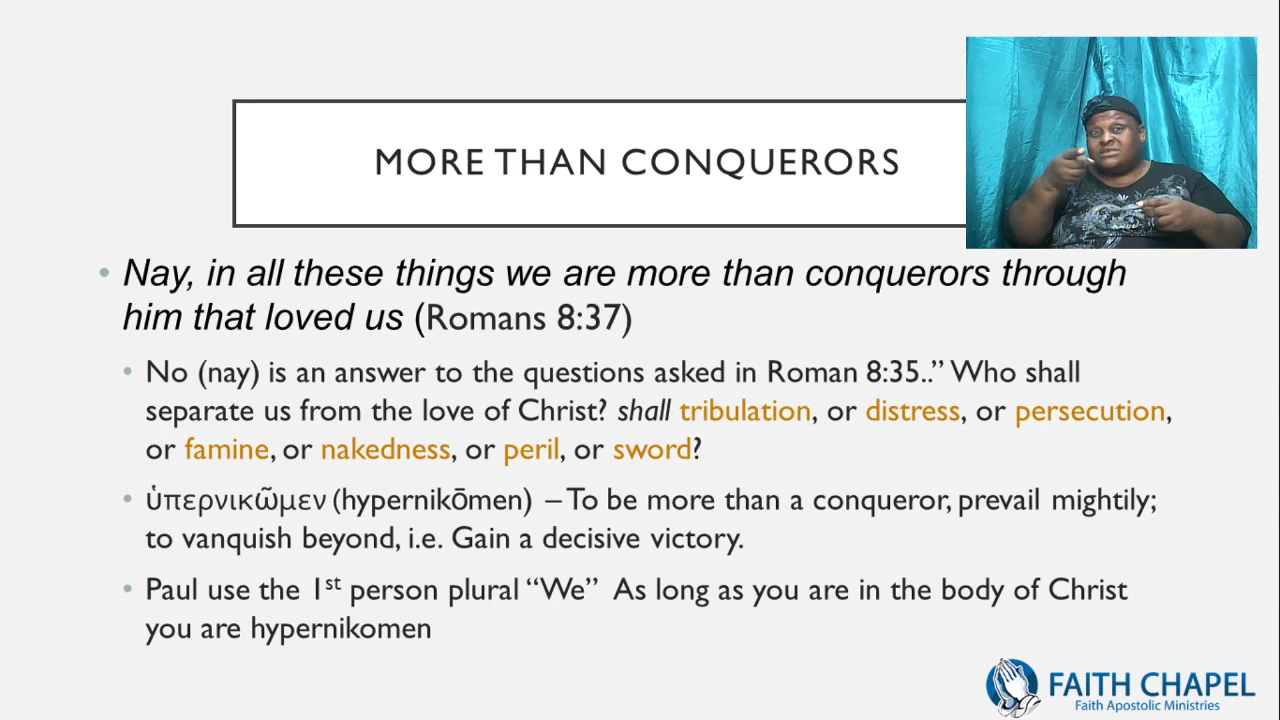 MORE THAN CONQUERORS
• Nay, in all these things we are more than conquerors through
him that loved us (Romans 8:37)
• No (nay) is an answer to the questions asked in Roman 8:35..” Who shall
separate us from the love of Christ? shall tribulation, or distress, or persecution,
or famine, or nakedness, or peril, or sword?
• ὑπερνικῶμεν (hypernikōmen) – To be more than a conqueror, prevail mightily;
to vanquish beyond, i.e. Gain a decisive victory.
• Paul use the 1st person plural “We” As long as you are in the body of Christ
you are hypernikomen
FAITH CHAPEL
Faith Apostolic Ministries